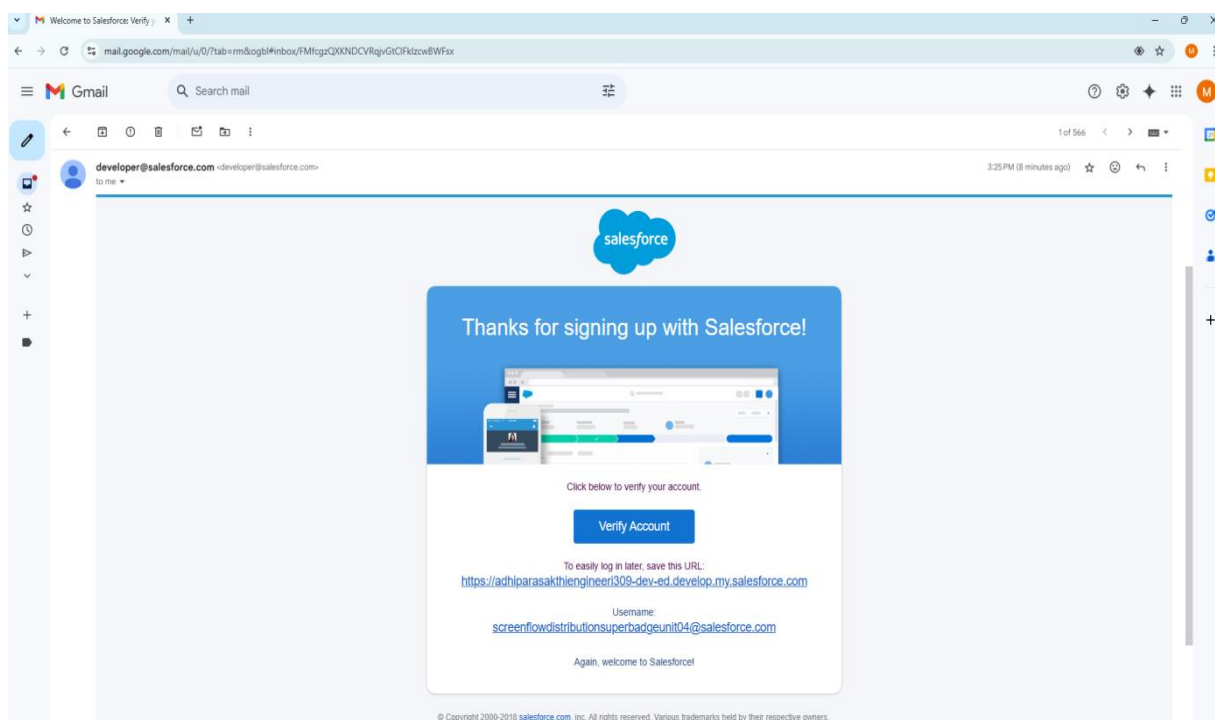 Welcome to Salesforce: Verify y
mail.google.com/mail/u/0/?tab=rm&ogbl#inbox/FMfcgzQXKNDCVRqjvGtClFklzcwBWFsx
M
Gmail
Search mail
M
1 of 566
developer@salesforce.com <developer@salesforce.com>
3:25 PM (8 minutes ago)
to me
salesforce
Thanks for signing up with Salesforce!
Click below to verify your account.
Verify Account
To easily log in later, save this URL:
https://adhiparasakthiengineeri309-dev-ed.develop.my.salesforce.com
Username:
screenflowdistributionsuperbadgeunit04@salesforce.com
Again, welcome to Salesforce!
© Copyright 2000-2018 salesforce.com, inc. All rights reserved. Various trademarks held by their respective owners.